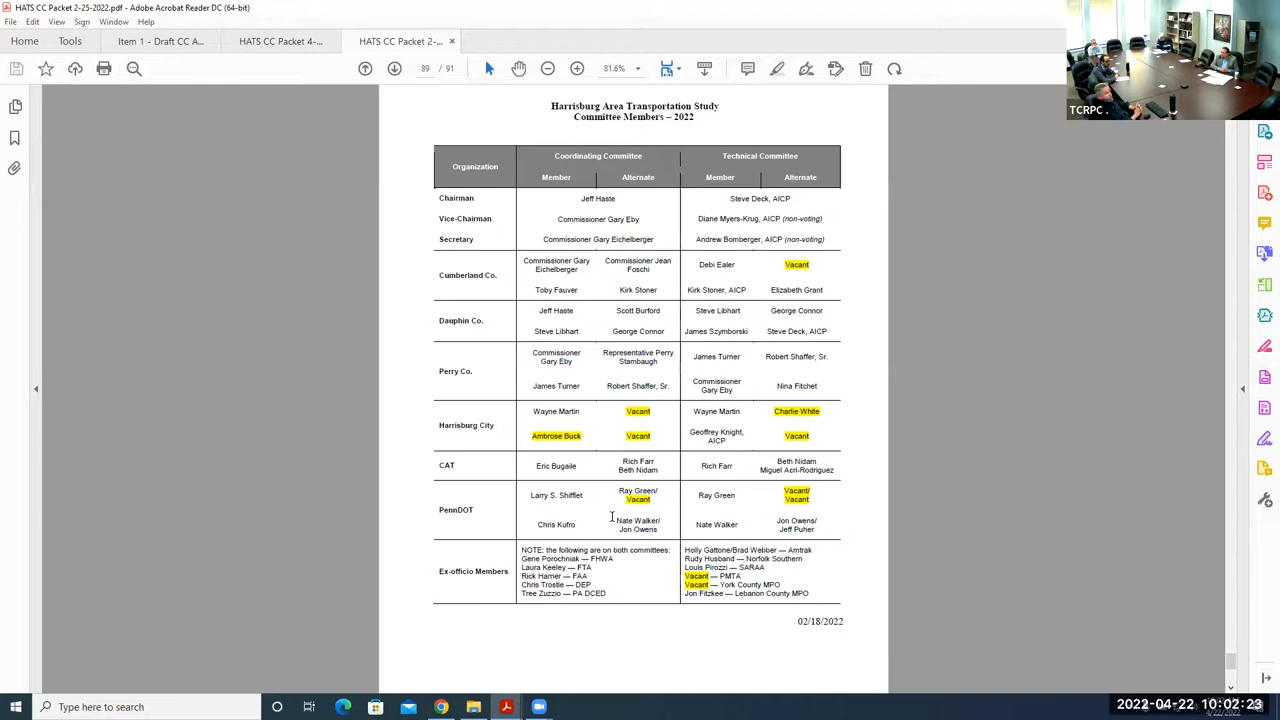 HATS CC Packet 2-25-2022.pdf - Adobe Acrobat Reader DC (64-bit)
File Edit View Sign Window Help
Home Tools Item 1 - Draft CC A... HATS CC Packet 4-... HATS CC Packet 2-... ×
89 / 91 81.6%
TCRPC .
Harrisburg Area Transportation Study
Committee Members – 2022
Organization Coordinating Committee Technical Committee
Member Alternate Member Alternate
Chairman Jeff Haste Steve Deck, AICP
Vice-Chairman Commissioner Gary Eby Diane Myers-Krug, AICP (non-voting)
Secretary Commissioner Gary Eichelberger Andrew Bomberger, AICP (non-voting)
Cumberland Co. Commissioner Gary Eichelberger Commissioner Jean Foschi Debi Ealer Vacant
Toby Fauver Kirk Stoner Kirk Stoner, AICP Elizabeth Grant
Dauphin Co. Jeff Haste Scott Burford Steve Libhart George Connor
Steve Libhart George Connor James Szymborski Steve Deck, AICP
Perry Co. Commissioner Gary Eby Representative Perry Stambaugh James Turner Robert Shaffer, Sr.
James Turner Robert Shaffer, Sr. Commissioner Gary Eby Nina Fitchet
Harrisburg City Wayne Martin Vacant Wayne Martin Charlie White
Ambrose Buck Vacant Geoffrey Knight, AICP Vacant
CAT Eric Bugaile Rich Farr Beth Nidam Rich Farr Beth Nidam Miguel Acri-Rodriguez
PennDOT Larry S. Shifflet Ray Green/ Vacant Ray Green Vacant/ Vacant
Chris Kufro Nate Walker/ Jon Owens Nate Walker Jon Owens/ Jeff Puher
Ex-officio Members
NOTE: the following are on both committees:
Gene Porochniak — FHWA
Laura Keeley — FTA
Rick Hamer — FAA
Chris Trostle — DEP
Tree Zuzzio — PA DCED
Holly Gattone/Brad Webber — Amtrak
Rudy Husband — Norfolk Southern
Louis Pirozzi — SARAA
Vacant — PMTA
Vacant — York County MPO
Jon Fitzkee — Lebanon County MPO
02/18/2022
Type here to search
2022-04-22 10:02:23